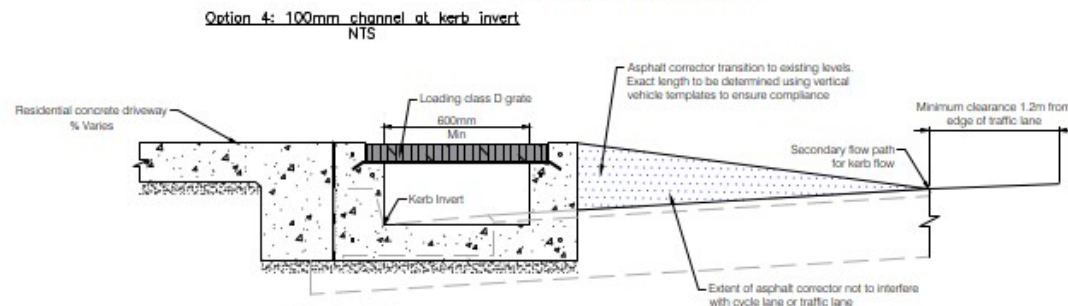 Option 4: 100mm channel at kerb invert
NTS
Asphalt corrector transition to existing levels.
Exact length to be determined using vertical
vehicle templates to ensure compliance
Residential concrete driveway
% Varies
Loading class D grate
600mm
Min
Minimum clearance 1.2m from
edge of traffic lane
Secondary flow path
for kerb flow
Kerb Invert
Extent of asphalt corrector not to interfere
with cycle lane or traffic lane